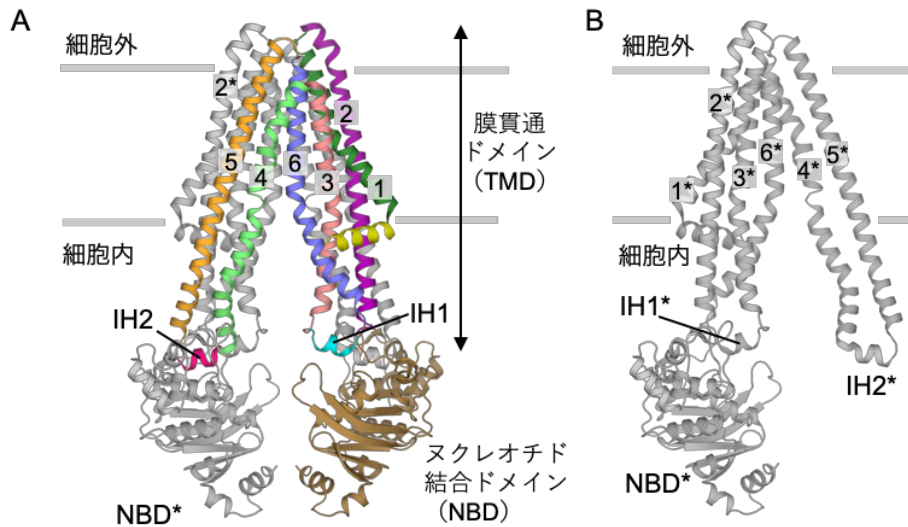 A
細胞外
2*
5
4
6
3
2
1
膜貫通
ドメイン
（TMD）
細胞内
IH2
IH1
ヌクレオチド
結合ドメイン
（NBD）
NBD*
B
細胞外
2*
1*
3*
6*
4*
5*
細胞内
IH1*
IH2*
NBD*